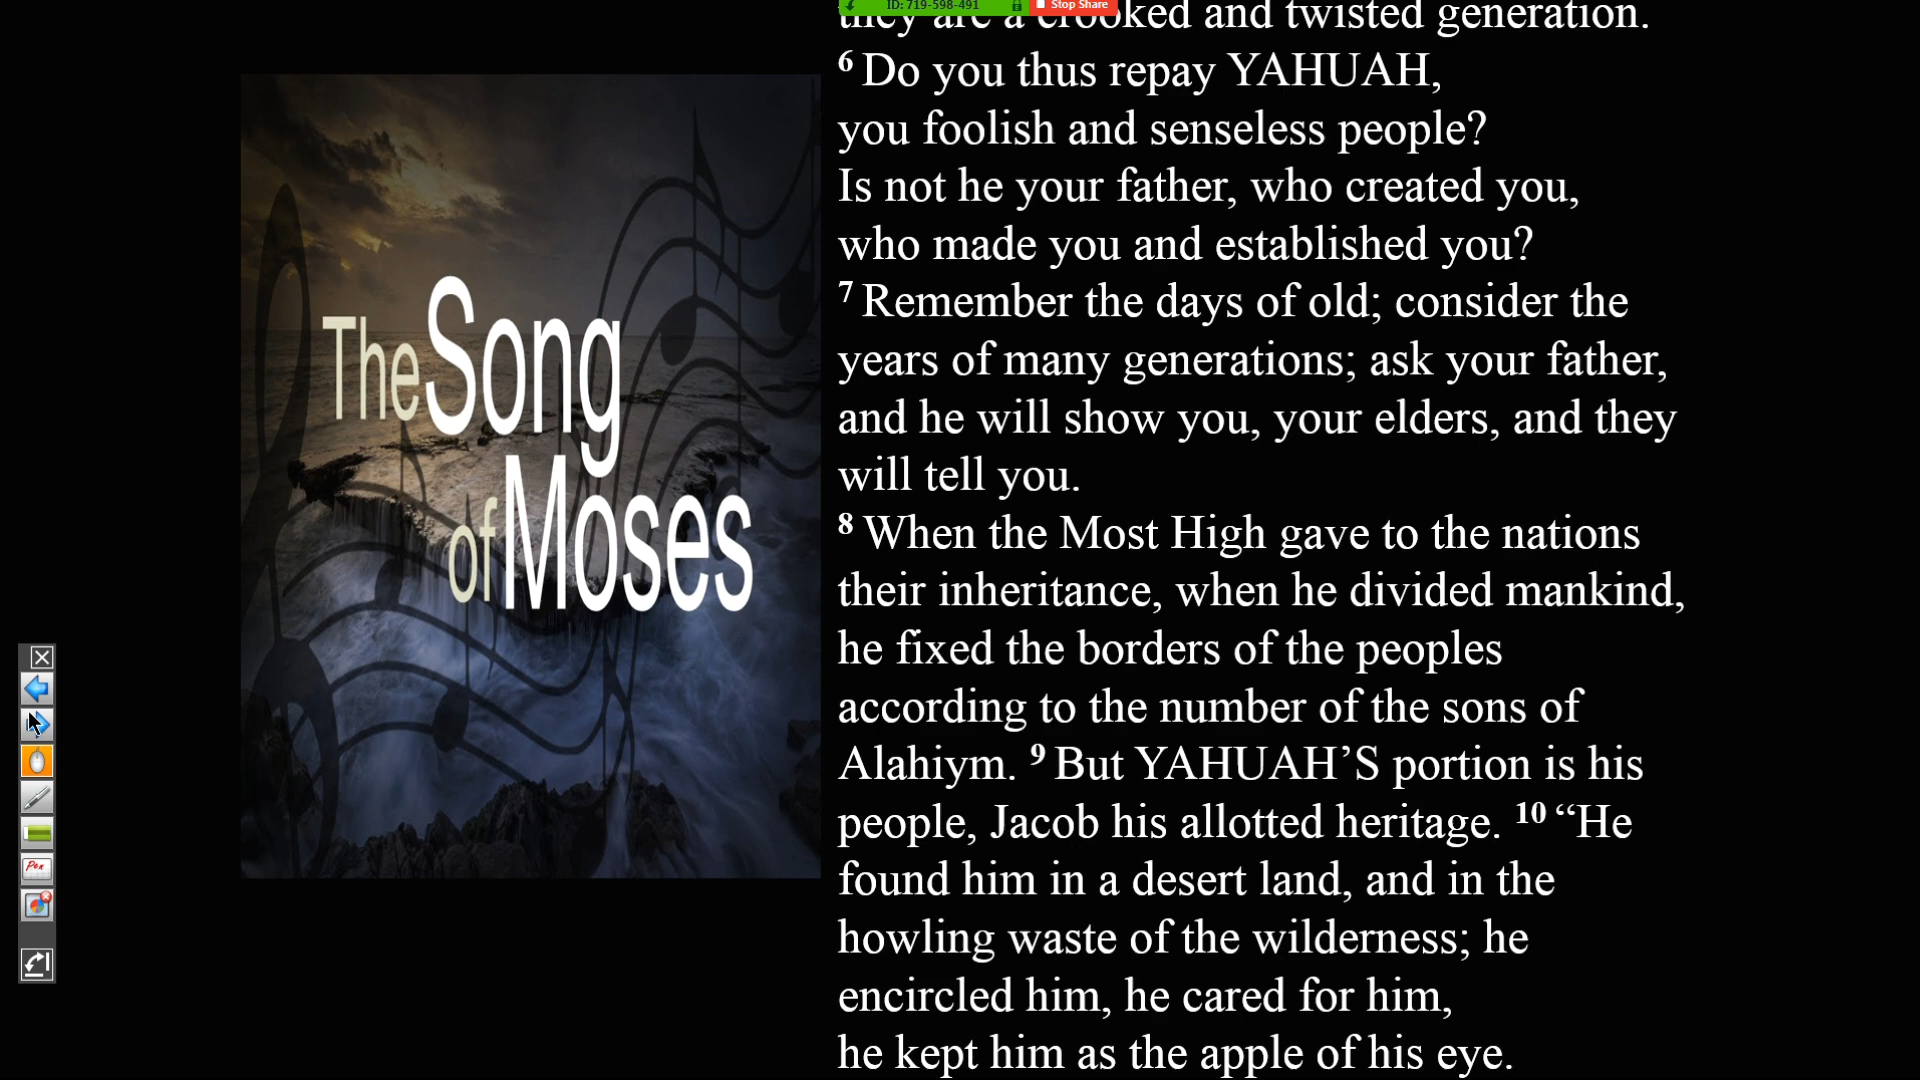 ID: 719-598-491
Stop Share
they are a crooked and twisted generation.
6 Do you thus repay YAHUAH,
you foolish and senseless people?
Is not he your father, who created you,
who made you and established you?
7 Remember the days of old; consider the
years of many generations; ask your father,
and he will show you, your elders, and they
will tell you.
8 When the Most High gave to the nations
their inheritance, when he divided mankind,
he fixed the borders of the peoples
according to the number of the sons of
Alahiym. 9 But YAHUAH’S portion is his
people, Jacob his allotted heritage. 10 “He
found him in a desert land, and in the
howling waste of the wilderness; he
encircled him, he cared for him,
he kept him as the apple of his eye.
The Song
of Moses
Pen